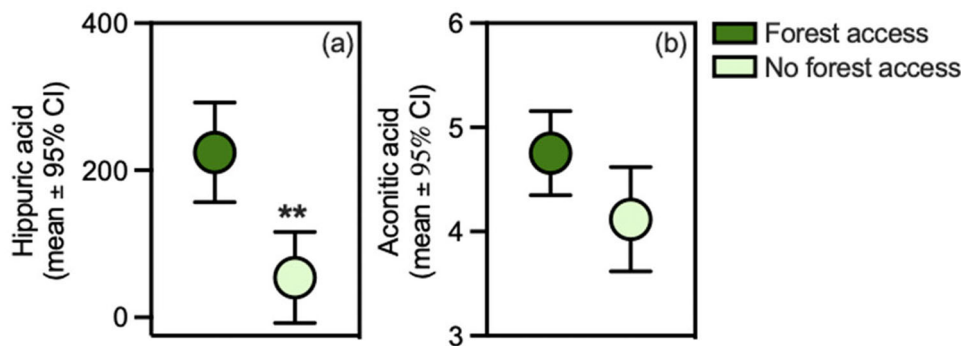 Hippuric acid
(mean ± 95% CI)
400
200
0
(a)
**
Aconitic acid
(mean ± 95% CI)
6
5
4
3
(b)
Forest access
No forest access